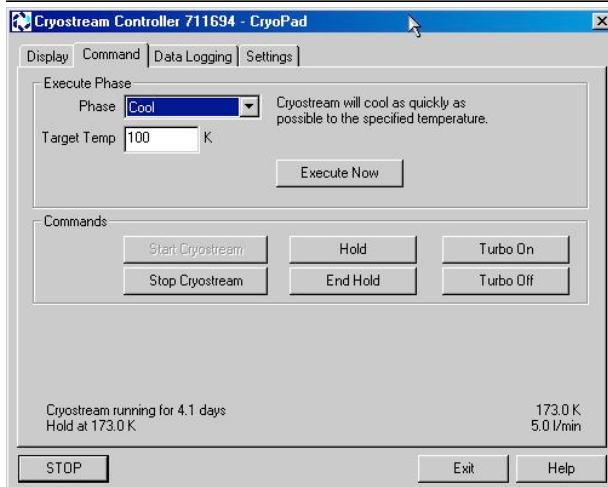 Cryostream Controller 711694 - CryoPad
Display Command Data Logging Settings
Execute Phase
Phase Cool
Cryostream will cool as quickly as
possible to the specified temperature.
Target Temp 100 K
Execute Now
Commands
Start Cryostream Hold Turbo On
Stop Cryostream End Hold Turbo Off
Cryostream running for 4.1 days 173.0 K
Hold at 173.0 K 5.0 l/min
STOP Exit Help